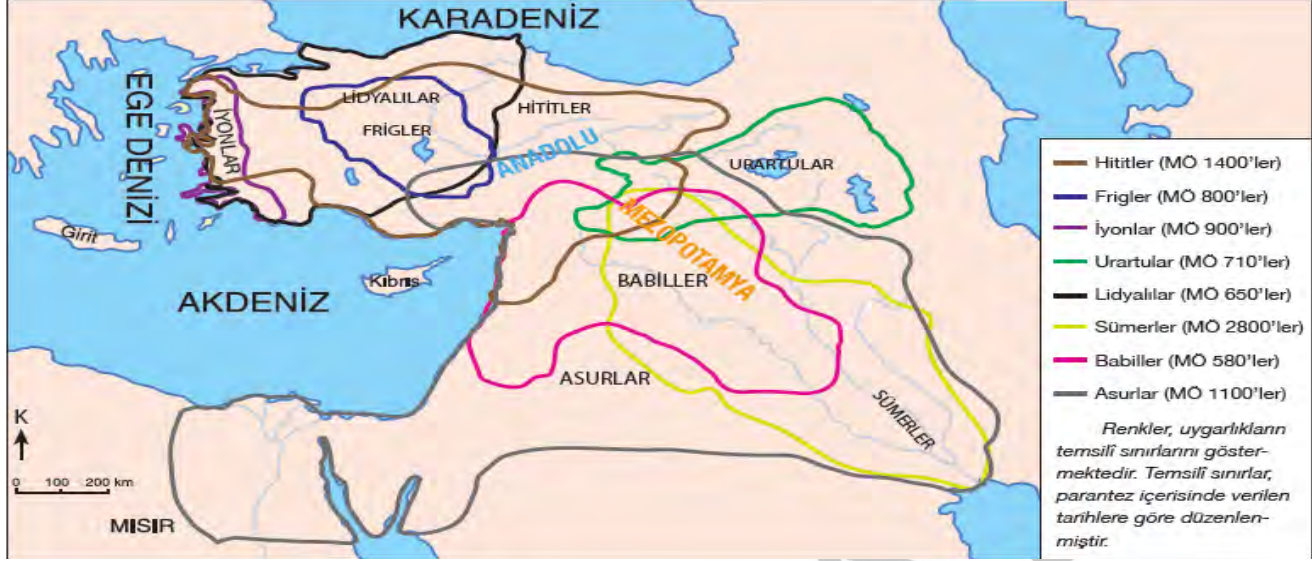 KARADENİZ
EGE DENİZİ
LİDYALILAR
HİTİTLER
FRİGLER
İYONLAR
ANADOLU
URARTULAR
MEZOPOTAMYA
Girit
Kıbrıs
BABİLLER
AKDENİZ
ASURLAR
SÜMERLER
K
0 100 200 km
MISIR
Hititler (MÖ 1400'ler)
Frigler (MÖ 800'ler)
İyonlar (MÖ 900'ler)
Urartular (MÖ 710'ler)
Lidyalılar (MÖ 650'ler)
Sümerler (MÖ 2800'ler)
Babiller (MÖ 580'ler)
Asurlar (MÖ 1100'ler)
Renkler, uygarlıkların
temsilî sınırlarını göster-
mektedir. Temsilî sınırlar,
parantez içerisinde verilen
tarihlere göre düzenlen-
miştir.